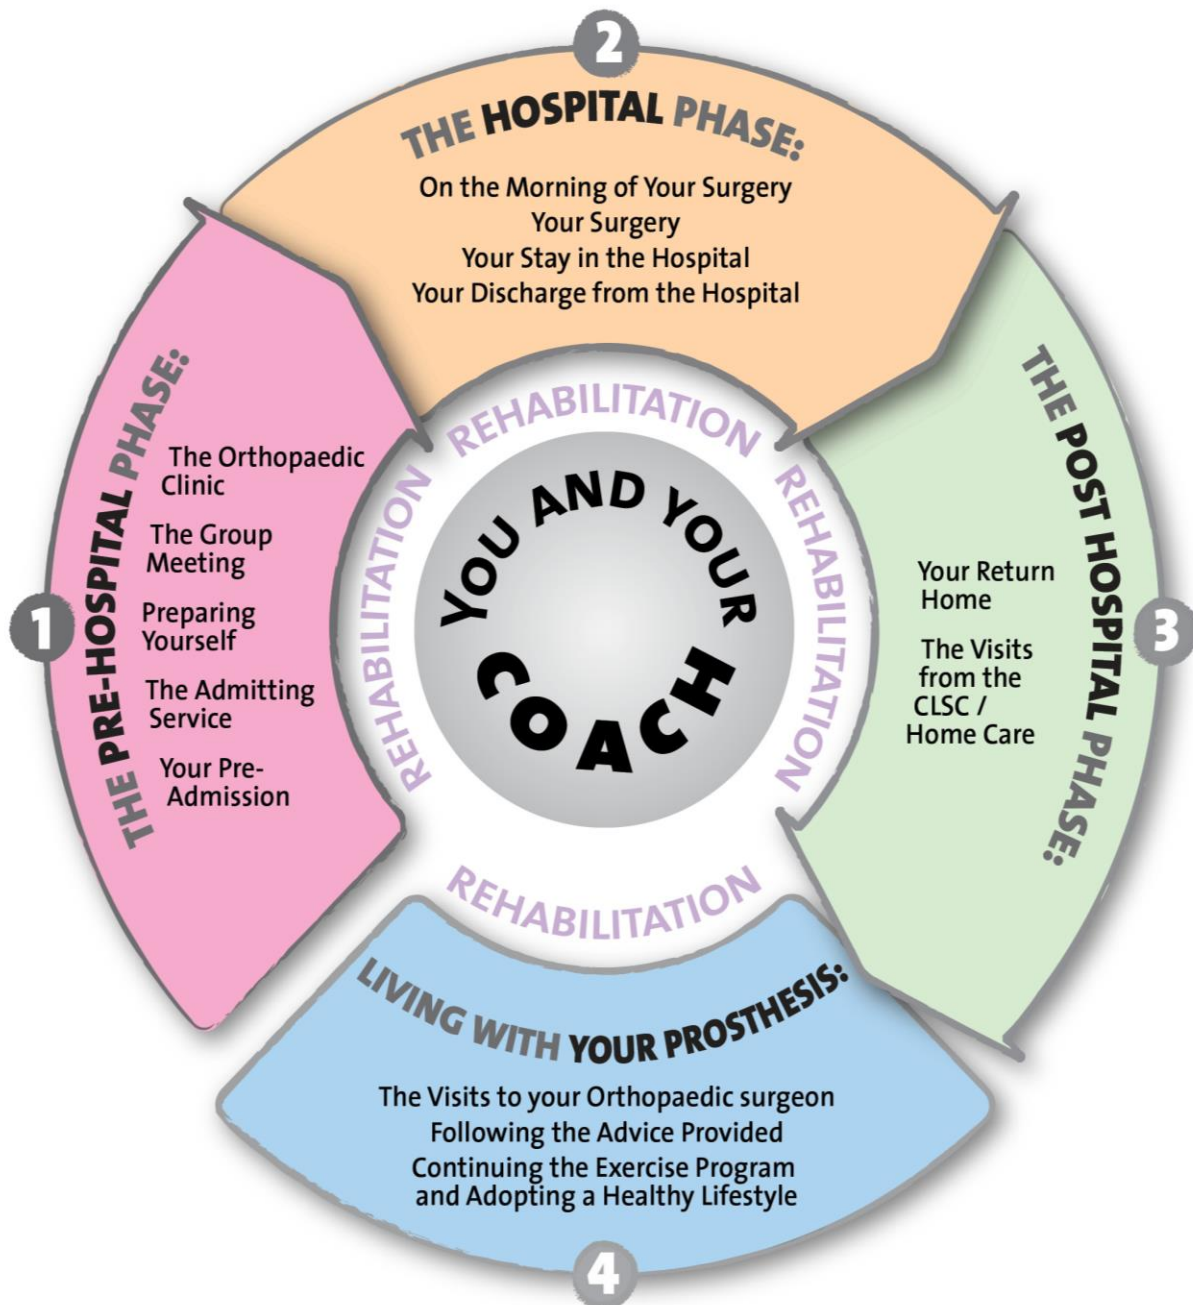 1
THE PRE-HOSPITAL PHASE:
The Orthopaedic
Clinic
The Group
Meeting
Preparing
Yourself
The Admitting
Service
Your Pre-
Admission
2
THE HOSPITAL PHASE:
On the Morning of Your Surgery
Your Surgery
Your Stay in the Hospital
Your Discharge from the Hospital
3
THE POST HOSPITAL PHASE:
Your Return
Home
The Visits
from the
CLSC /
Home Care
4
LIVING WITH YOUR PROSTHESIS:
The Visits to your Orthopaedic surgeon
Following the Advice Provided
Continuing the Exercise Program
and Adopting a Healthy Lifestyle
REHABILITATION
REHABILITATION
REHABILITATION
REHABILITATION
YOU AND YOUR
COACH